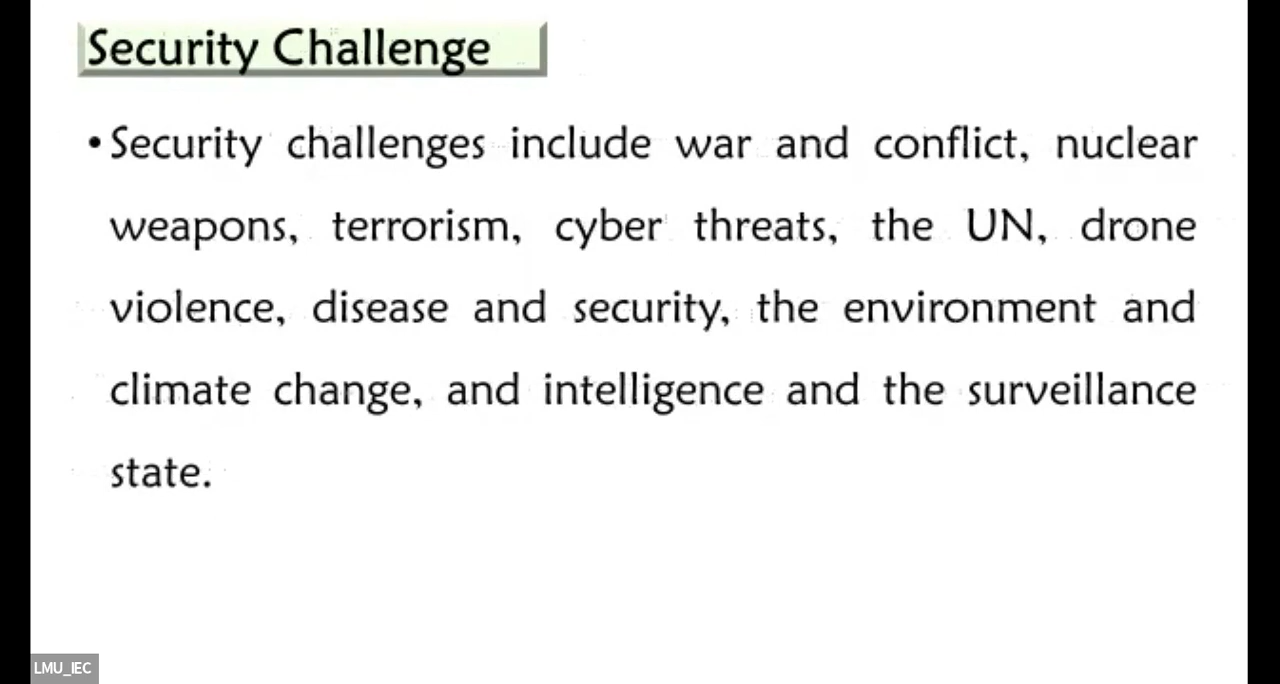 Security Challenge
• Security challenges include war and conflict, nuclear
weapons, terrorism, cyber threats, the UN, drone
violence, disease and security, the environment and
climate change, and intelligence and the surveillance
state.
LMU_IEC